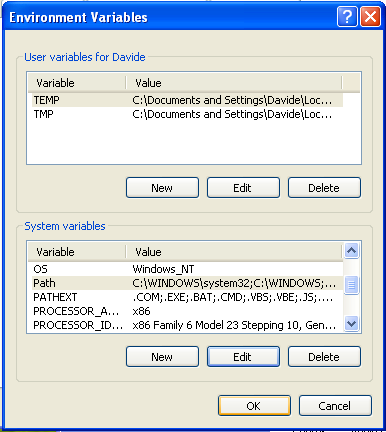 Environment Variables
User variables for Davide
Variable Value
TEMP C:\Documents and Settings\Davide\Loc...
TMP C:\Documents and Settings\Davide\Loc...
New Edit Delete
System variables
Variable Value
OS Windows_NT
Path C:\WINDOWS\system32;C:\WINDOWS;...
PATHEXT .COM;.EXE;.BAT;.CMD;.VBS;.VBE;.JS;....
PROCESSOR_A... x86
PROCESSOR_ID... x86 Family 6 Model 23 Stepping 10, Gen...
New Edit Delete
OK Cancel